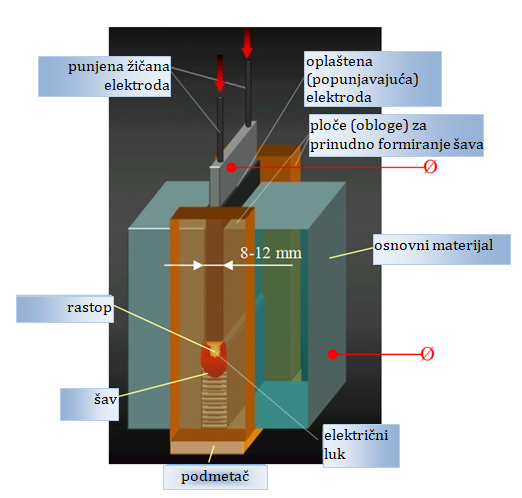 punjena žičana
elektroda
oplaštena
(popunjavajuća)
elektroda
ploče (obloge) za
prinudno formiranje šava
Ø
osnovni materijal
8-12 mm
rastop
Ø
šav
električni
luk
podmetač